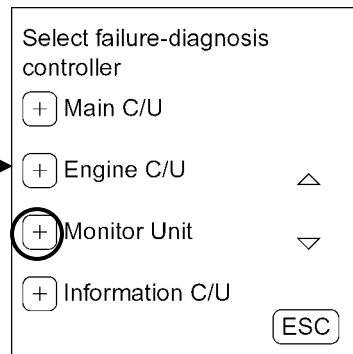 Select failure-diagnosis
controller
+ Main C/U
+ Engine C/U
+ Monitor Unit
+ Information C/U
ESC